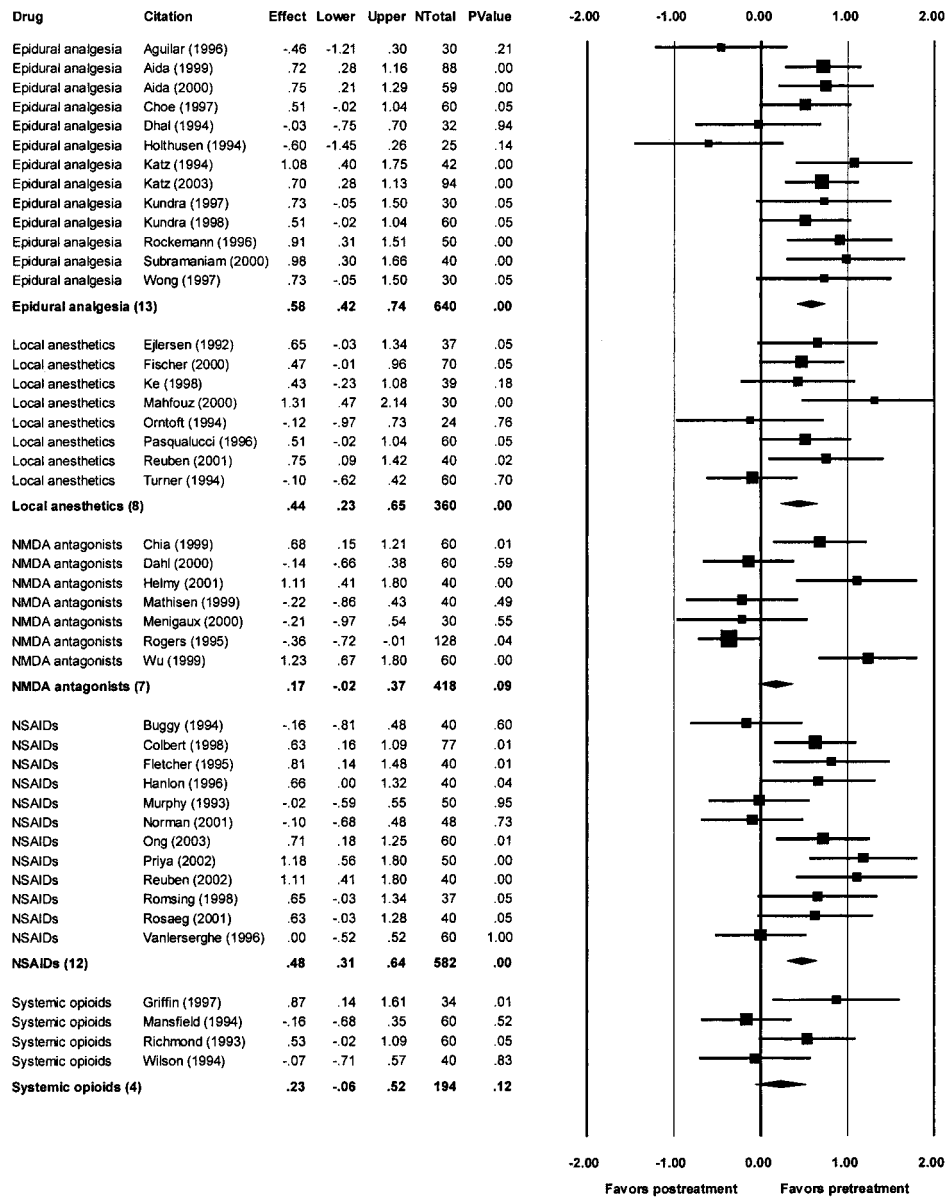 Drug Citation Effect Lower Upper NTotal PValue -2.00 -1.00 0.00 1.00 2.00
Epidural analgesia Aguilar (1996) -.46 -1.21 .30 30 .21
Epidural analgesia Aida (1999) .72 .28 1.16 88 .00
Epidural analgesia Aida (2000) .75 .21 1.29 59 .00
Epidural analgesia Choe (1997) .51 -.02 1.04 60 .05
Epidural analgesia Dhal (1994) -.03 -.75 .70 32 .94
Epidural analgesia Holthusen (1994) -.60 -1.45 .26 25 .14
Epidural analgesia Katz (1994) 1.08 .40 1.75 42 .00
Epidural analgesia Katz (2003) .70 .28 1.13 94 .00
Epidural analgesia Kundra (1997) .73 -.05 1.50 30 .05
Epidural analgesia Kundra (1998) .51 -.02 1.04 60 .05
Epidural analgesia Rockemann (1996) .91 .31 1.51 50 .00
Epidural analgesia Subramaniam (2000) .98 .30 1.66 40 .00
Epidural analgesia Wong (1997) .73 -.05 1.50 30 .05
Epidural analgesia (13) .58 .42 .74 640 .00
Local anesthetics Ejlersen (1992) .65 -.03 1.34 37 .05
Local anesthetics Fischer (2000) .47 -.01 .96 70 .05
Local anesthetics Ke (1998) .43 -.23 1.08 39 .18
Local anesthetics Mahfouz (2000) 1.31 .47 2.14 30 .00
Local anesthetics Orntoft (1994) -.12 -.97 .73 24 .76
Local anesthetics Pasqualucci (1996) .51 -.02 1.04 60 .05
Local anesthetics Reuben (2001) .75 .09 1.42 40 .02
Local anesthetics Turner (1994) -.10 -.62 .42 60 .70
Local anesthetics (8) .44 .23 .65 360 .00
NMDA antagonists Chia (1999) .68 .15 1.21 60 .01
NMDA antagonists Dahl (2000) -.14 -.66 .38 60 .59
NMDA antagonists Helmy (2001) 1.11 .41 1.80 40 .00
NMDA antagonists Mathisen (1999) -.22 -.86 .43 40 .49
NMDA antagonists Menigaux (2000) -.21 -.97 .54 30 .55
NMDA antagonists Rogers (1995) -.36 -.72 -.01 128 .04
NMDA antagonists Wu (1999) 1.23 .67 1.80 60 .00
NMDA antagonists (7) .17 -.02 .37 418 .09
NSAIDs Buggy (1994) -.16 -.81 .48 40 .60
NSAIDs Colbert (1998) .63 .16 1.09 77 .01
NSAIDs Fletcher (1995) .81 .14 1.48 40 .01
NSAIDs Hanlon (1996) .66 .00 1.32 40 .04
NSAIDs Murphy (1993) -.02 -.59 .55 50 .95
NSAIDs Norman (2001) -.10 -.68 .48 48 .73
NSAIDs Ong (2003) .71 .18 1.25 60 .01
NSAIDs Priya (2002) 1.18 .56 1.80 50 .00
NSAIDs Reuben (2002) 1.11 .41 1.80 40 .00
NSAIDs Romsing (1998) .65 -.03 1.34 37 .05
NSAIDs Rosaeg (2001) .63 -.03 1.28 40 .05
NSAIDs Vanlerserghe (1996) .00 -.52 .52 60 1.00
NSAIDs (12) .48 .31 .64 582 .00
Systemic opioids Griffin (1997) .87 .14 1.61 34 .01
Systemic opioids Mansfield (1994) -.16 -.68 .35 60 .52
Systemic opioids Richmond (1993) .53 -.02 1.09 60 .05
Systemic opioids Wilson (1994) -.07 -.71 .57 40 .83
Systemic opioids (4) .23 -.06 .52 194 .12
-2.00 -1.00 0.00 1.00 2.00
Favors postreatment Favors pretreatment